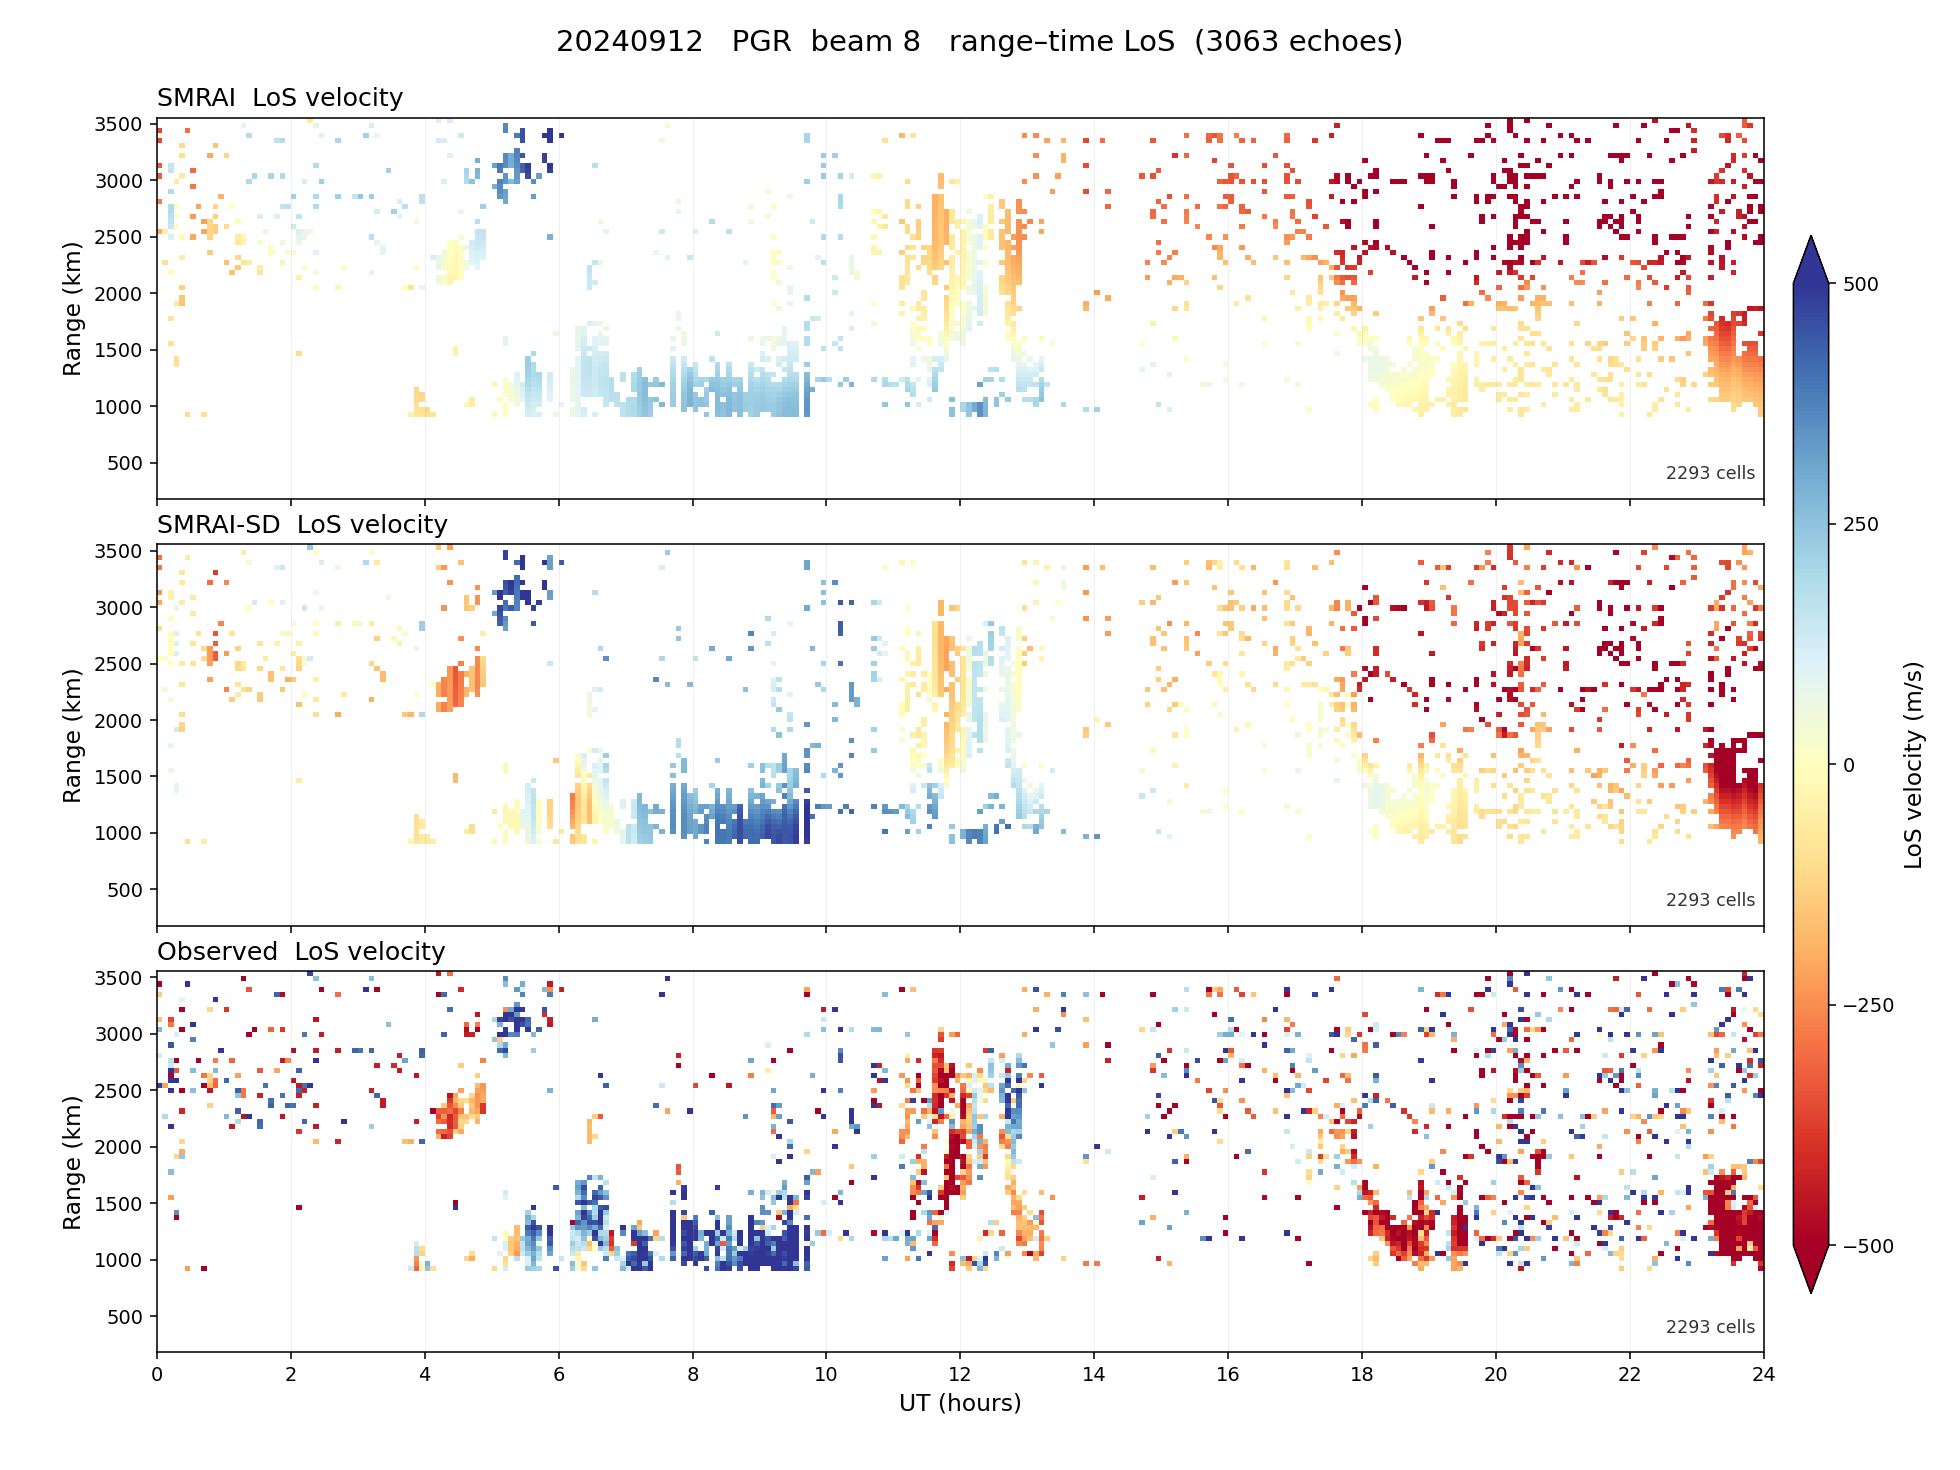 20240912   PGR  beam 8   range–time LoS  (3063 echoes)
SMRAI  LoS velocity
3500
3000
2500
2000
1500
1000
500
Range (km)
2293 cells
SMRAI-SD  LoS velocity
3500
3000
2500
2000
1500
1000
500
Range (km)
2293 cells
Observed  LoS velocity
3500
3000
2500
2000
1500
1000
500
Range (km)
2293 cells
0 2 4 6 8 10 12 14 16 18 20 22 24
UT (hours)
500
250
0
−250
−500
LoS velocity (m/s)